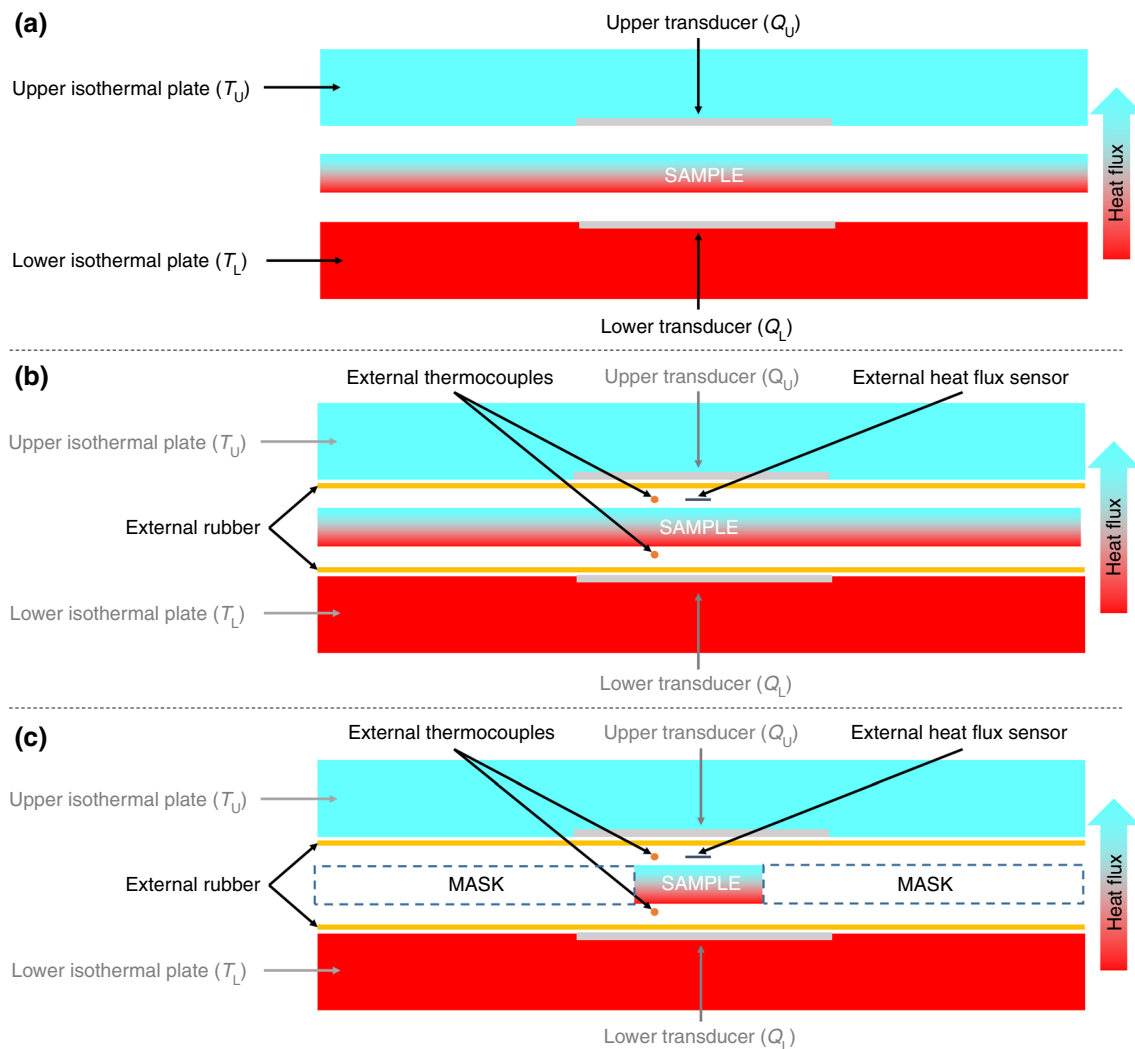 (a)
Upper transducer (QU)
Upper isothermal plate (TU)
SAMPLE
Heat flux
Lower isothermal plate (TL)
Lower transducer (QL)
(b)
External thermocouples
Upper transducer (QU)
External heat flux sensor
Upper isothermal plate (TU)
External rubber
SAMPLE
Heat flux
Lower isothermal plate (TL)
Lower transducer (QL)
(c)
External thermocouples
Upper transducer (QU)
External heat flux sensor
Upper isothermal plate (TU)
External rubber
MASK
SAMPLE
MASK
Heat flux
Lower isothermal plate (TL)
Lower transducer (QL)